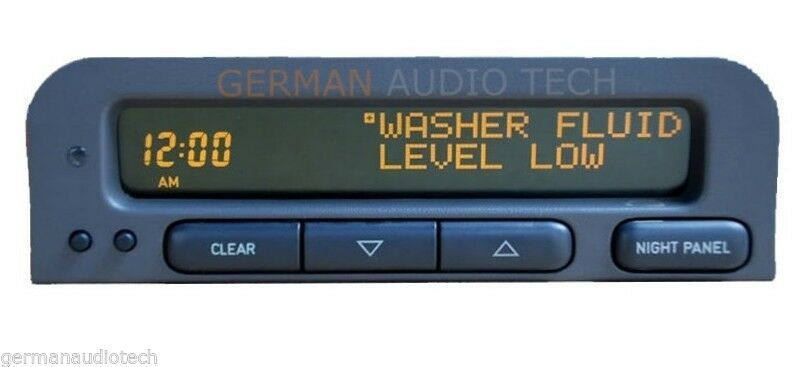 GERMAN AUDIO TECH
12:00
AM
WASHER FLUID
LEVEL LOW
CLEAR
NIGHT PANEL
germanaudiotech